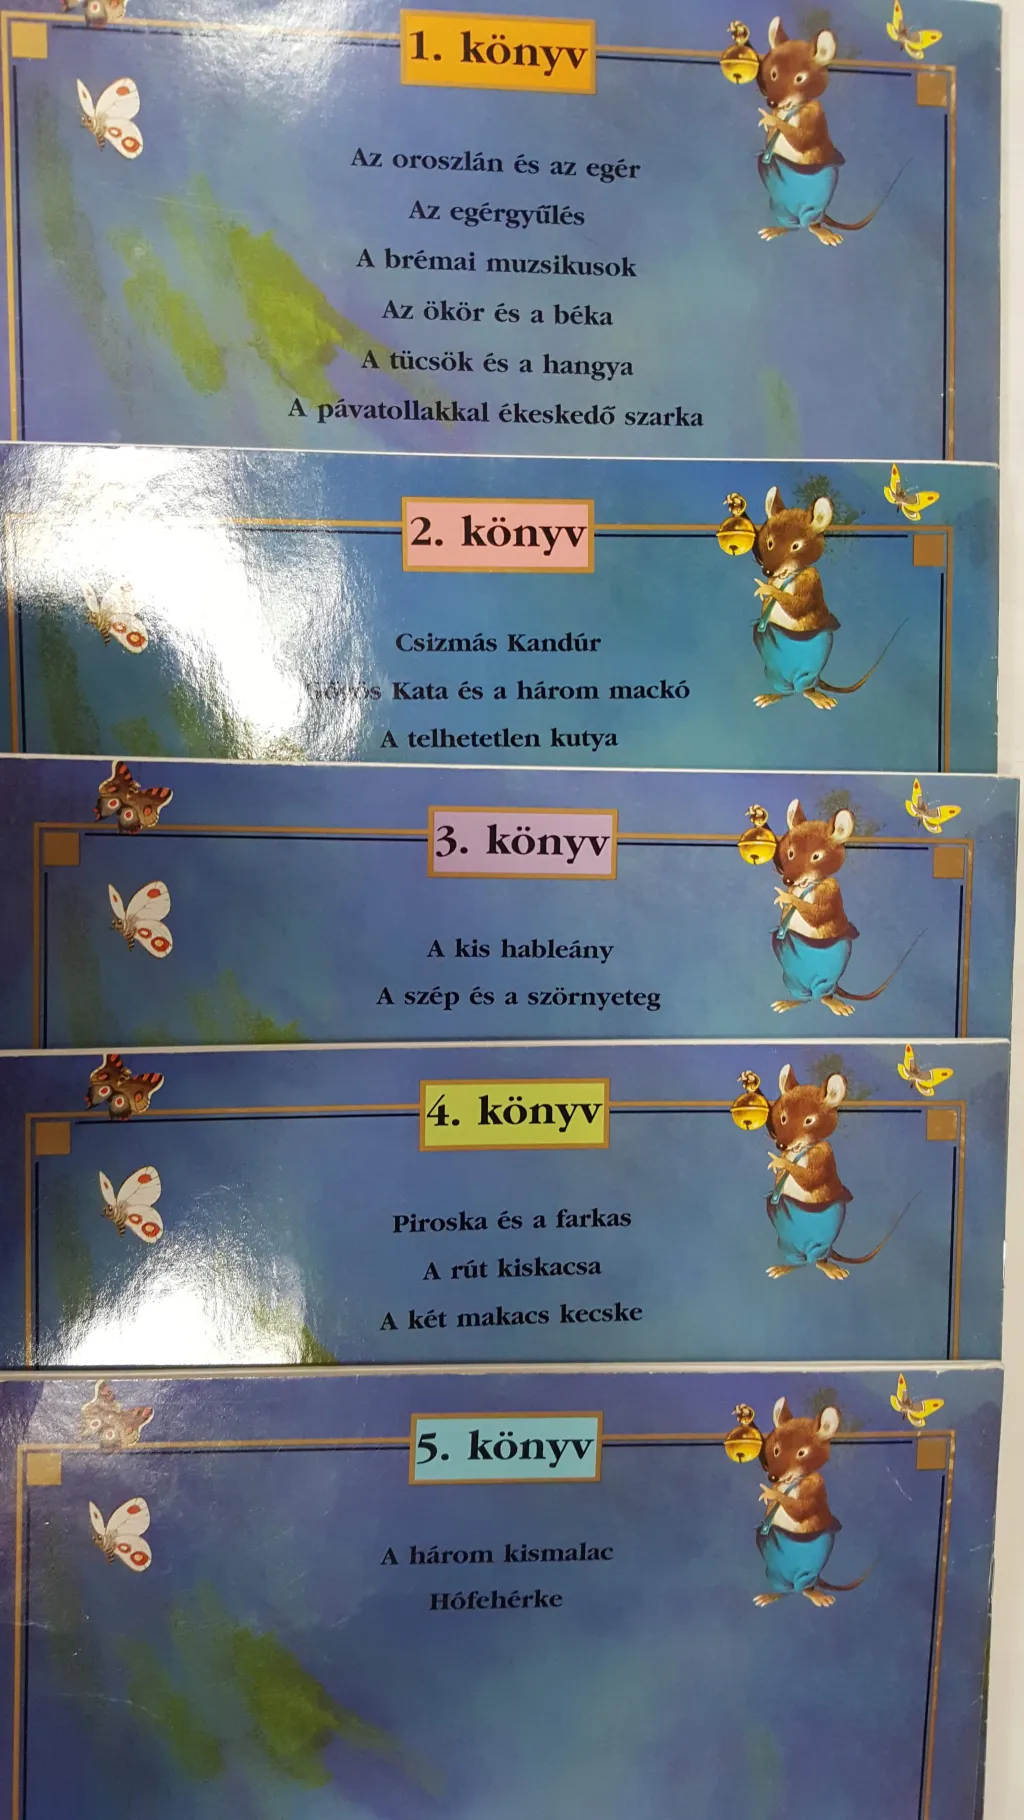 1. könyv
Az oroszlán és az egér
Az egérgyűlés
A brémai muzsikusok
Az ökör és a béka
A tücsök és a hangya
A pávatollakkal ékeskedő szarka
2. könyv
Csizmás Kandúr
Kata és a három mackó
A telhetetlen kutya
3. könyv
A kis hableány
A szép és a szörnyeteg
4. könyv
Piroska és a farkas
A rút kiskacsa
A két makacs kecske
5. könyv
A három kismalac
Hófehérke